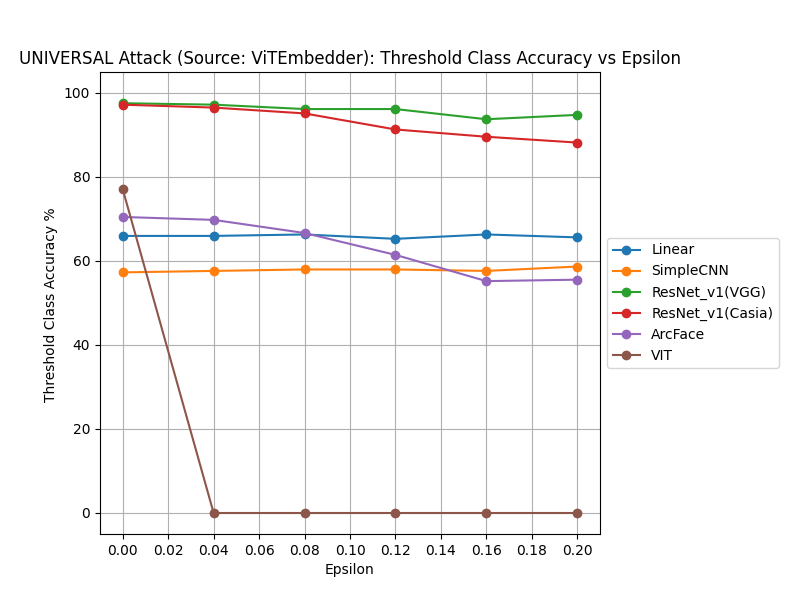 UNIVERSAL Attack (Source: ViTEmbedder): Threshold Class Accuracy vs Epsilon
Threshold Class Accuracy %
100
80
60
40
20
0
0.00 0.02 0.04 0.06 0.08 0.10 0.12 0.14 0.16 0.18 0.20
Epsilon
Linear
SimpleCNN
ResNet_v1(VGG)
ResNet_v1(Casia)
ArcFace
VIT